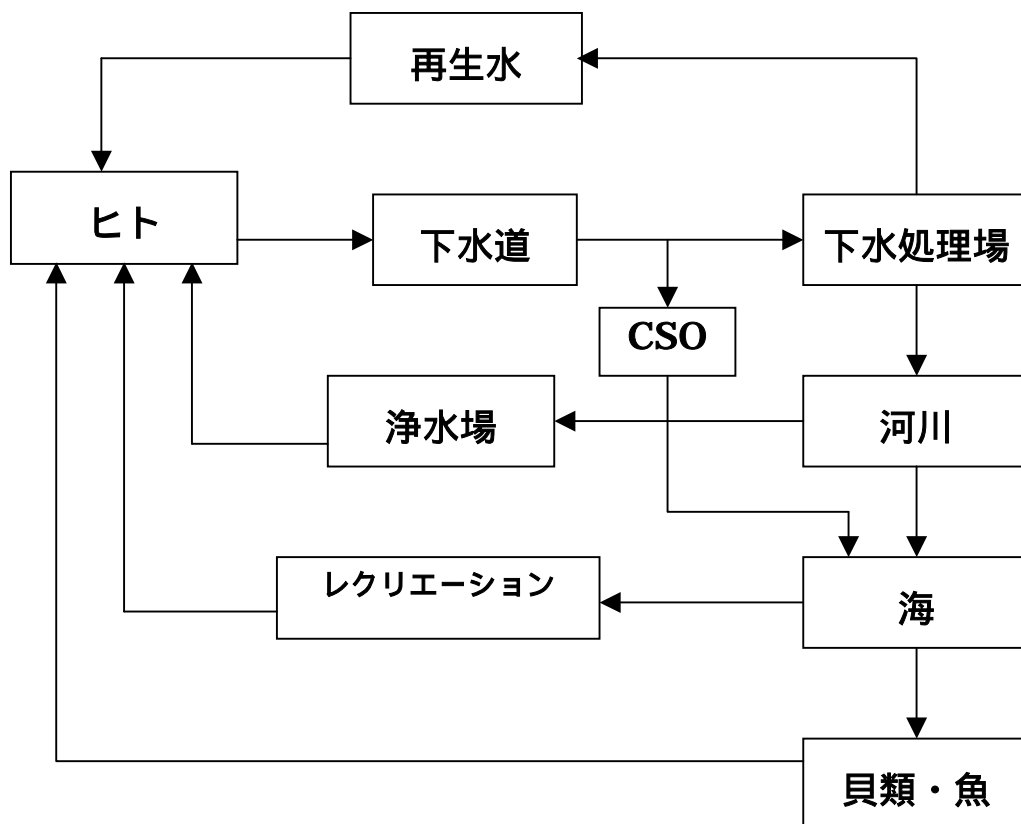 再生水
ヒト
下水道
下水処理場
CSO
浄水場
河川
レクリエーション
海
貝類・魚